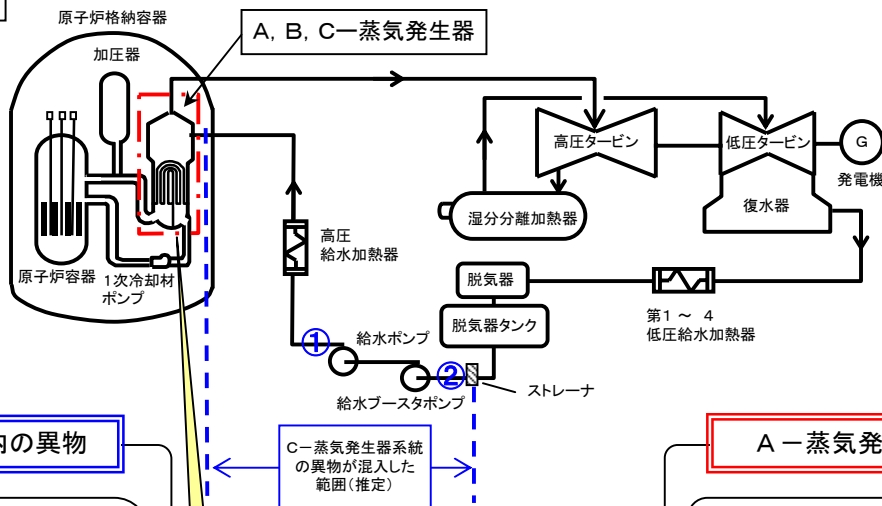 原子炉格納容器
A, B, C－蒸気発生器
加圧器
高圧タービン
低圧タービン
G
発電機
湿分分離加熱器
復水器
高圧
給水加熱器
原子炉容器
1次冷却材
ポンプ
脱気器
脱気器タンク
第1 ～ 4
低圧給水加熱器
①
給水ポンプ
②
ストレーナ
給水ブースタポンプ
内の異物
C－蒸気発生器系統
の異物が混入した
範囲(推定)
A－蒸気発